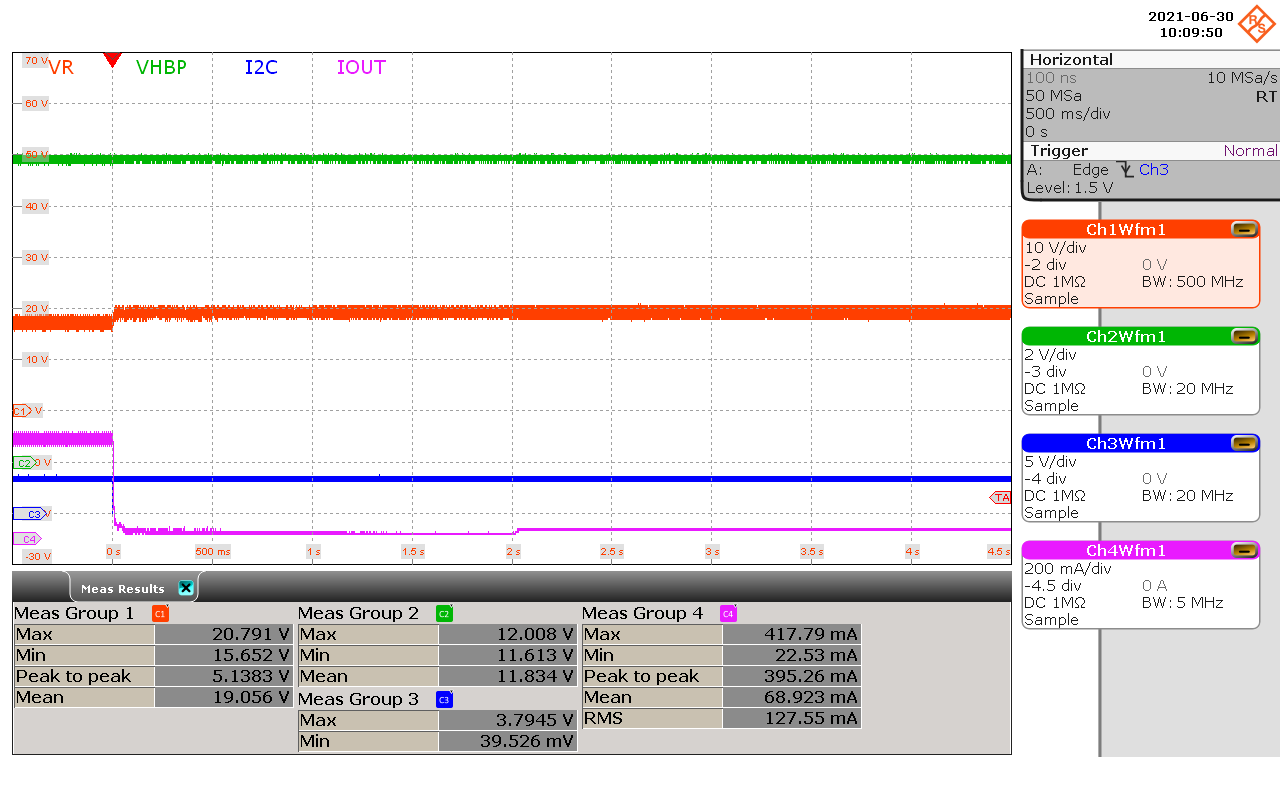 2021-06-30
10:09:50
R S
70 V VR VHBP I2C IOUT
60 V
50 V
40 V
30 V
20 V
10 V
C1 V
C2 0 V
C3 V
TA
C4
-30 V 0 s 500 ms 1 s 1.5 s 2 s 2.5 s 3 s 3.5 s 4 s 4.5 s
Horizontal
100 ns 10 MSa/s
50 MSa RT
500 ms/div
0 s
Trigger Normal
A: Edge Ch3
Level: 1.5 V
Ch1Wfm1
10 V/div
-2 div 0 V
DC 1MΩ BW: 500 MHz
Sample
Ch2Wfm1
2 V/div
-3 div 0 V
DC 1MΩ BW: 20 MHz
Sample
Ch3Wfm1
5 V/div
-4 div 0 V
DC 1MΩ BW: 20 MHz
Sample
Ch4Wfm1
200 mA/div
-4.5 div 0 A
DC 1MΩ BW: 5 MHz
Sample
Meas Results
Meas Group 1 C1
Max 20.791 V
Min 15.652 V
Peak to peak 5.1383 V
Mean 19.056 V
Meas Group 2 C2
Max 12.008 V
Min 11.613 V
Mean 11.834 V
Meas Group 3 C3
Max 3.7945 V
Min 39.526 mV
Meas Group 4 C4
Max 417.79 mA
Min 22.53 mA
Peak to peak 395.26 mA
Mean 68.923 mA
RMS 127.55 mA